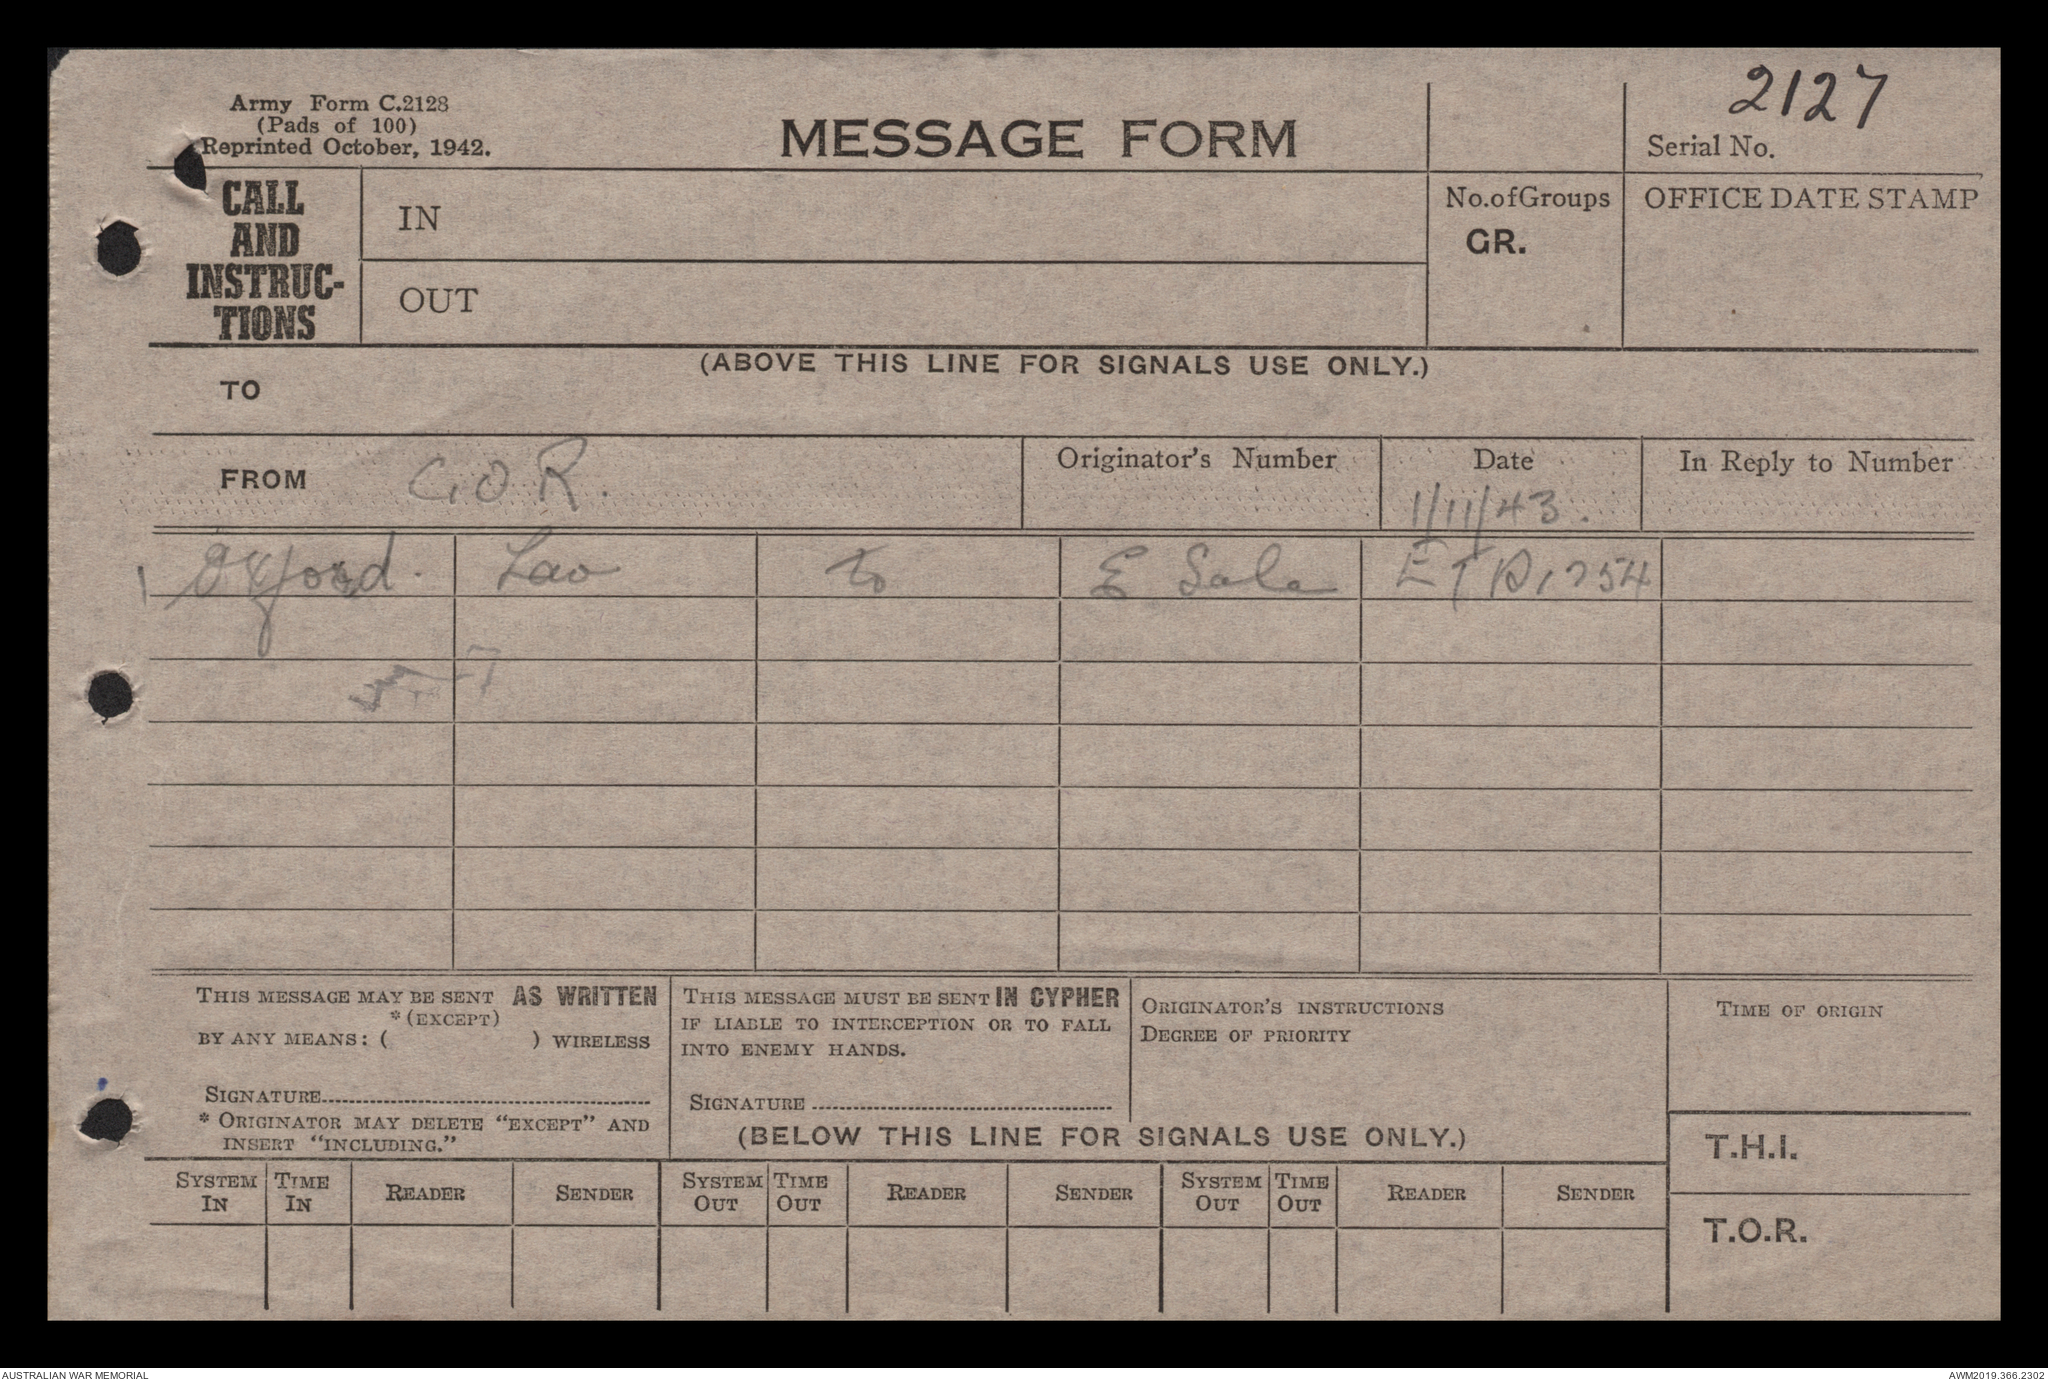 2127
Army Form C.2128
(Pads of 100)
Reprinted October, 1942.
MESSAGE FORM
Serial No.
CALL
AND
INSTRUC-
TIONS
IN
OUT
No. of Groups
GR.
OFFICE DATE STAMP
(ABOVE THIS LINE FOR SIGNALS USE ONLY.)
TO
FROM G.O.R.
Originator's Number
Date
1/11/43.
In Reply to Number
Lao to E Sala ETA 1754
THIS MESSAGE MAY BE SENT AS WRITTEN
*(EXCEPT)
BY ANY MEANS: ( ) WIRELESS
SIGNATURE
* ORIGINATOR MAY DELETE "EXCEPT" AND
INSERT "INCLUDING."
THIS MESSAGE MUST BE SENT IN CYPHER
IF LIABLE TO INTERCEPTION OR TO FALL
INTO ENEMY HANDS.
SIGNATURE
ORIGINATOR'S INSTRUCTIONS
DEGREE OF PRIORITY
TIME OF ORIGIN
(BELOW THIS LINE FOR SIGNALS USE ONLY.)
T.H.I.
T.O.R.
SYSTEM IN
TIME IN
READER
SENDER
SYSTEM OUT
TIME OUT
READER
SENDER
SYSTEM OUT
TIME OUT
READER
SENDER
AUSTRALIAN WAR MEMORIAL
AWM2019.366.2302